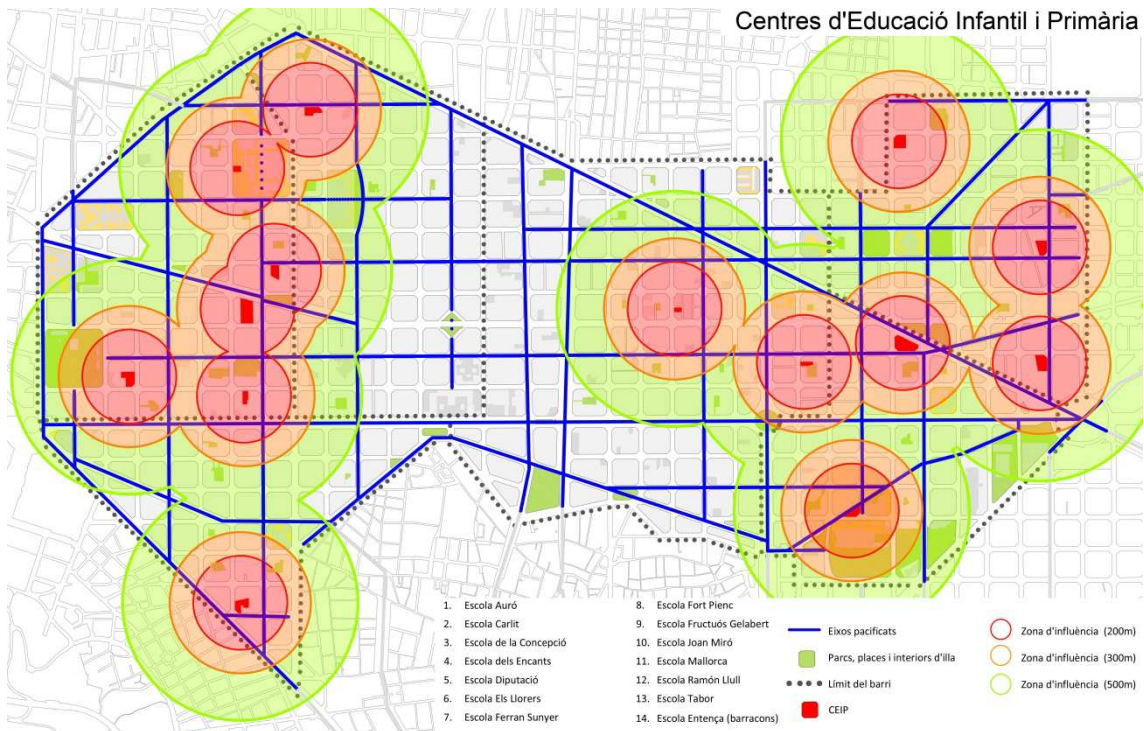 Centres d'Educació Infantil i Primària
1. Escola Auró
2. Escola Carlit
3. Escola de la Concepció
4. Escola dels Encants
5. Escola Diputació
6. Escola Els Llorers
7. Escola Ferran Sunyer
8. Escola Fort Pienc
9. Escola Fructuós Gelabert
10. Escola Joan Miró
11. Escola Mallorca
12. Escola Ramón Llull
13. Escola Tabor
14. Escola Entença (barracons)
Eixos pacificats
Parcs, places i interiors d'illa
Límit del barri
CEIP
Zona d'influència (200m)
Zona d'influència (300m)
Zona d'influència (500m)